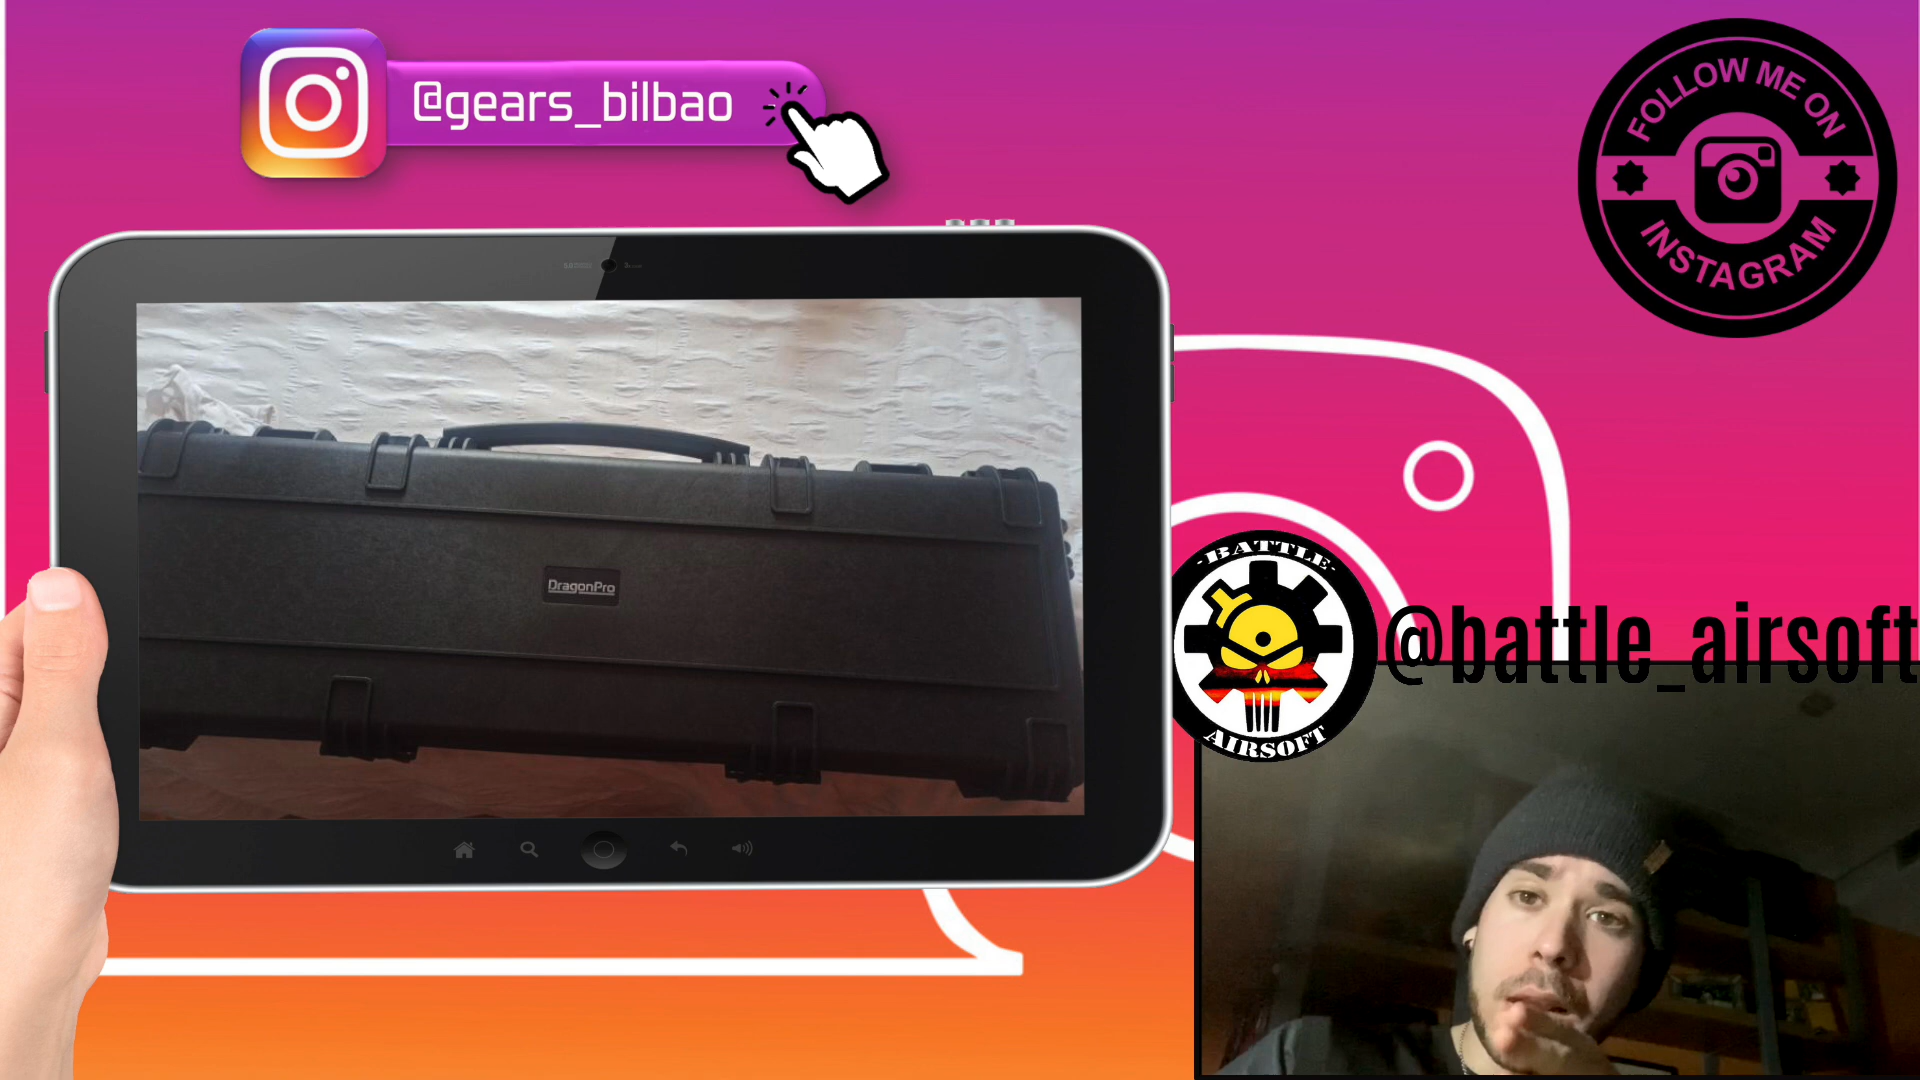 @gears_bilbao
FOLLOW ME ON
INSTAGRAM
DragonPro
-BATTLE-
AIRSOFT
@battle_airsoft